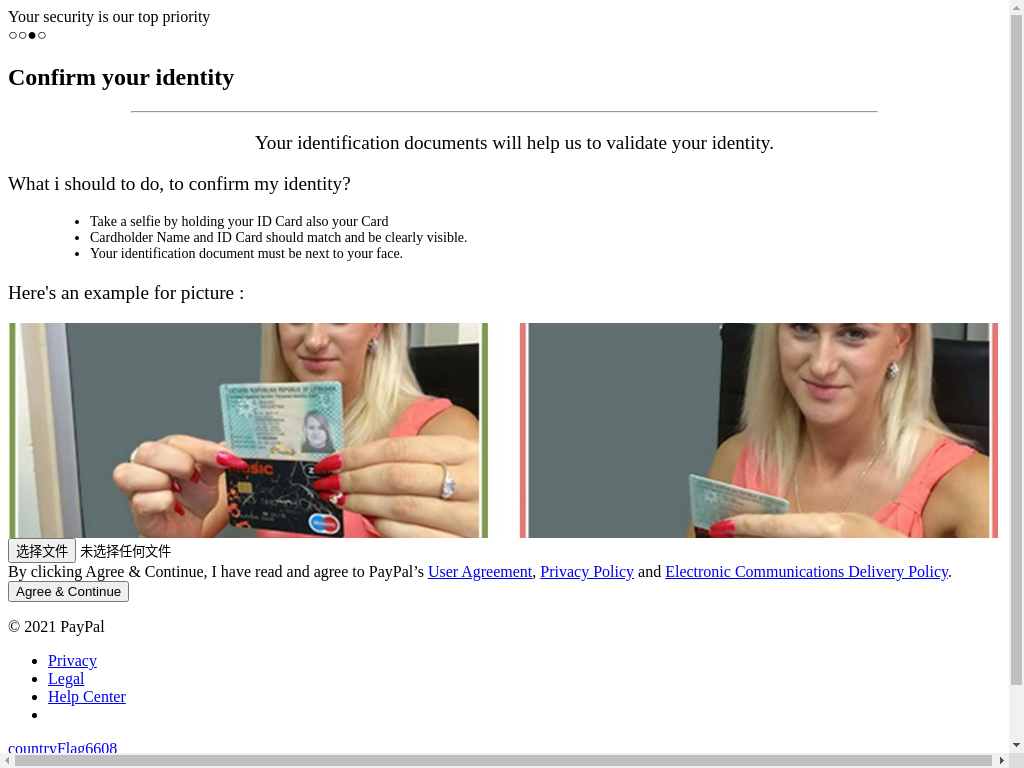 Your security is our top priority
○○●○
Confirm your identity
Your identification documents will help us to validate your identity.
What i should to do, to confirm my identity?
• Take a selfie by holding your ID Card also your Card
• Cardholder Name and ID Card should match and be clearly visible.
• Your identification document must be next to your face.
Here's an example for picture :
选择文件 未选择任何文件
By clicking Agree & Continue, I have read and agree to PayPal’s User Agreement, Privacy Policy and Electronic Communications Delivery Policy.
Agree & Continue
© 2021 PayPal
• Privacy
• Legal
• Help Center
•
countryFlag6608